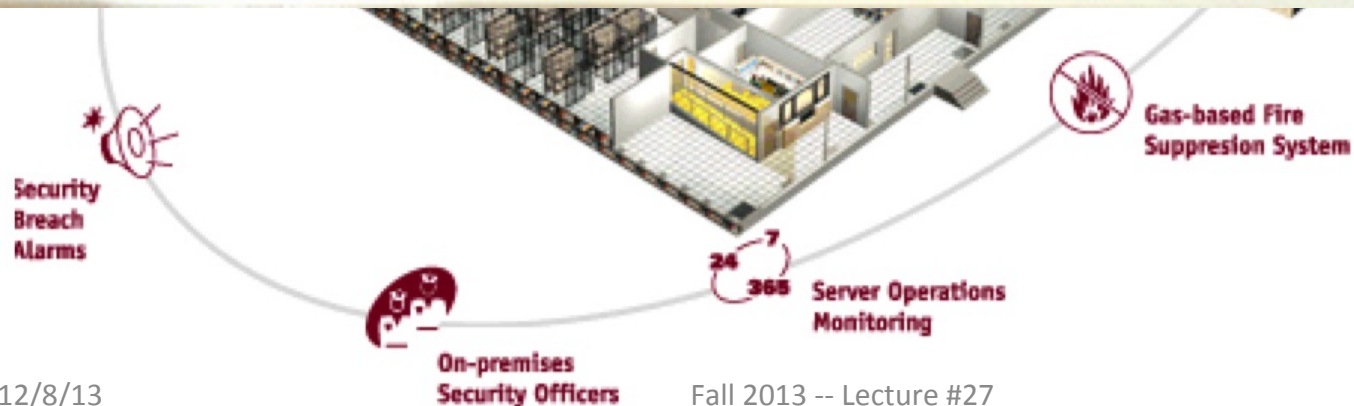 Gas-based Fire
Suppresion System
Security
Breach
Alarms
24
7
365
Server Operations
Monitoring
On-premises
Security Officers
12/8/13
Fall 2013 -- Lecture #27